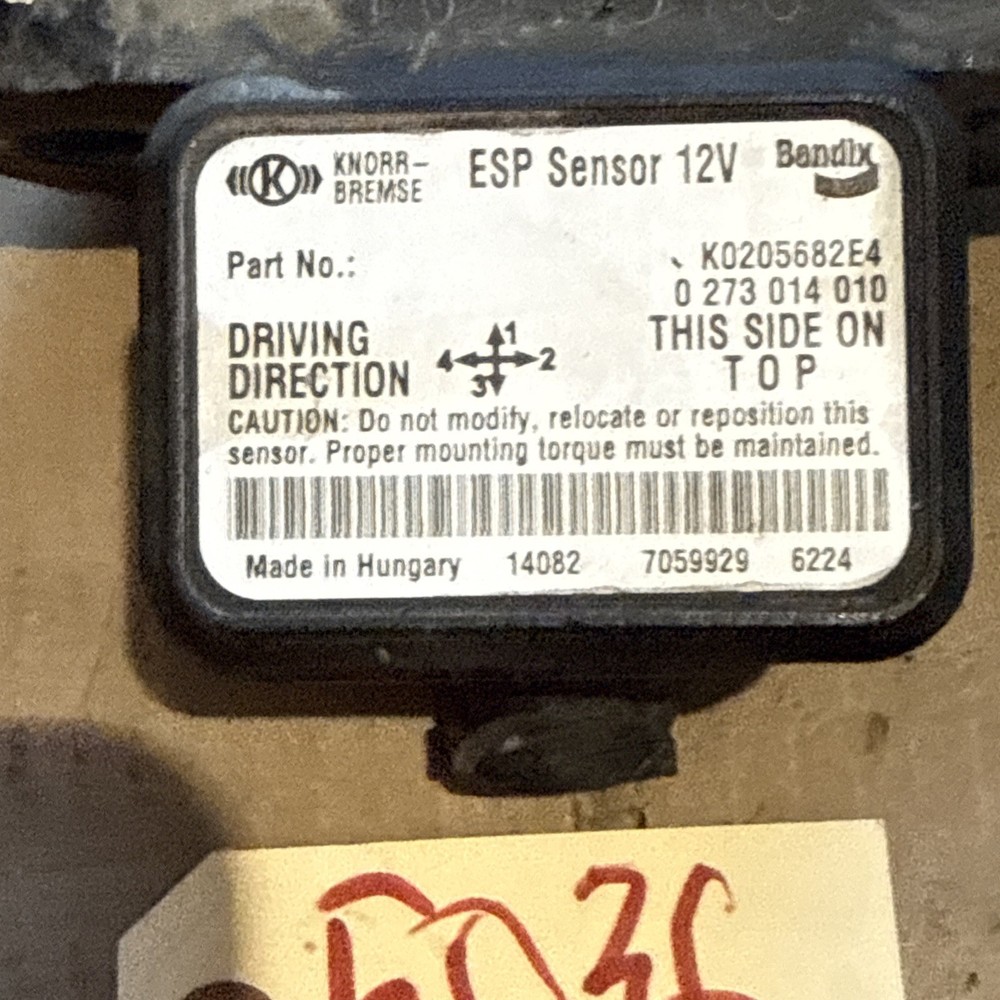 ((K)) KNORR-
BREMSE
ESP Sensor 12V
Bendix
Part No.:
K0205682E4
0 273 014 010
DRIVING
DIRECTION
1
4 2
3
THIS SIDE ON
TOP
CAUTION: Do not modify, relocate or reposition this
sensor. Proper mounting torque must be maintained.
Made in Hungary 14082 7059929 6224